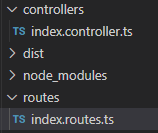 controllers
TS index.controller.ts
dist
node_modules
routes
TS index.routes.ts